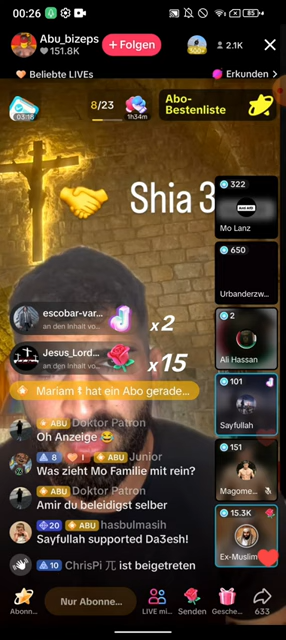 00:26
85
Abu_bizeps
151.8K
+ Folgen
2.1K
Beliebte LIVEs
Erkunden >
03:18
8/23
1h34m
Abo-
Bestenliste
Shia 3
322
Mo Lanz
650
Urbanderzw...
2
Ali Hassan
101
Sayfullah
151
Magome...
15.3K
Ex-Muslim
escobar-var...
an den Inhalt vo...
x2
Jesus_Lord...
an den Inhalt vo...
x15
Mariam hat ein Abo gerade...
ABU Doktor Patron
Oh Anzeige 😂
8 I ABU Junior
Was zieht Mo Familie mit rein?
ABU Doktor Patron
Amir du beleidigst selber
20 ABU hasbulmasih
Sayfullah supported Da3esh!
10 ChrisPi 兀 ist beigetreten
Abonn...
Nur Abonne...
LIVE mi...
Senden
Gesche...
633